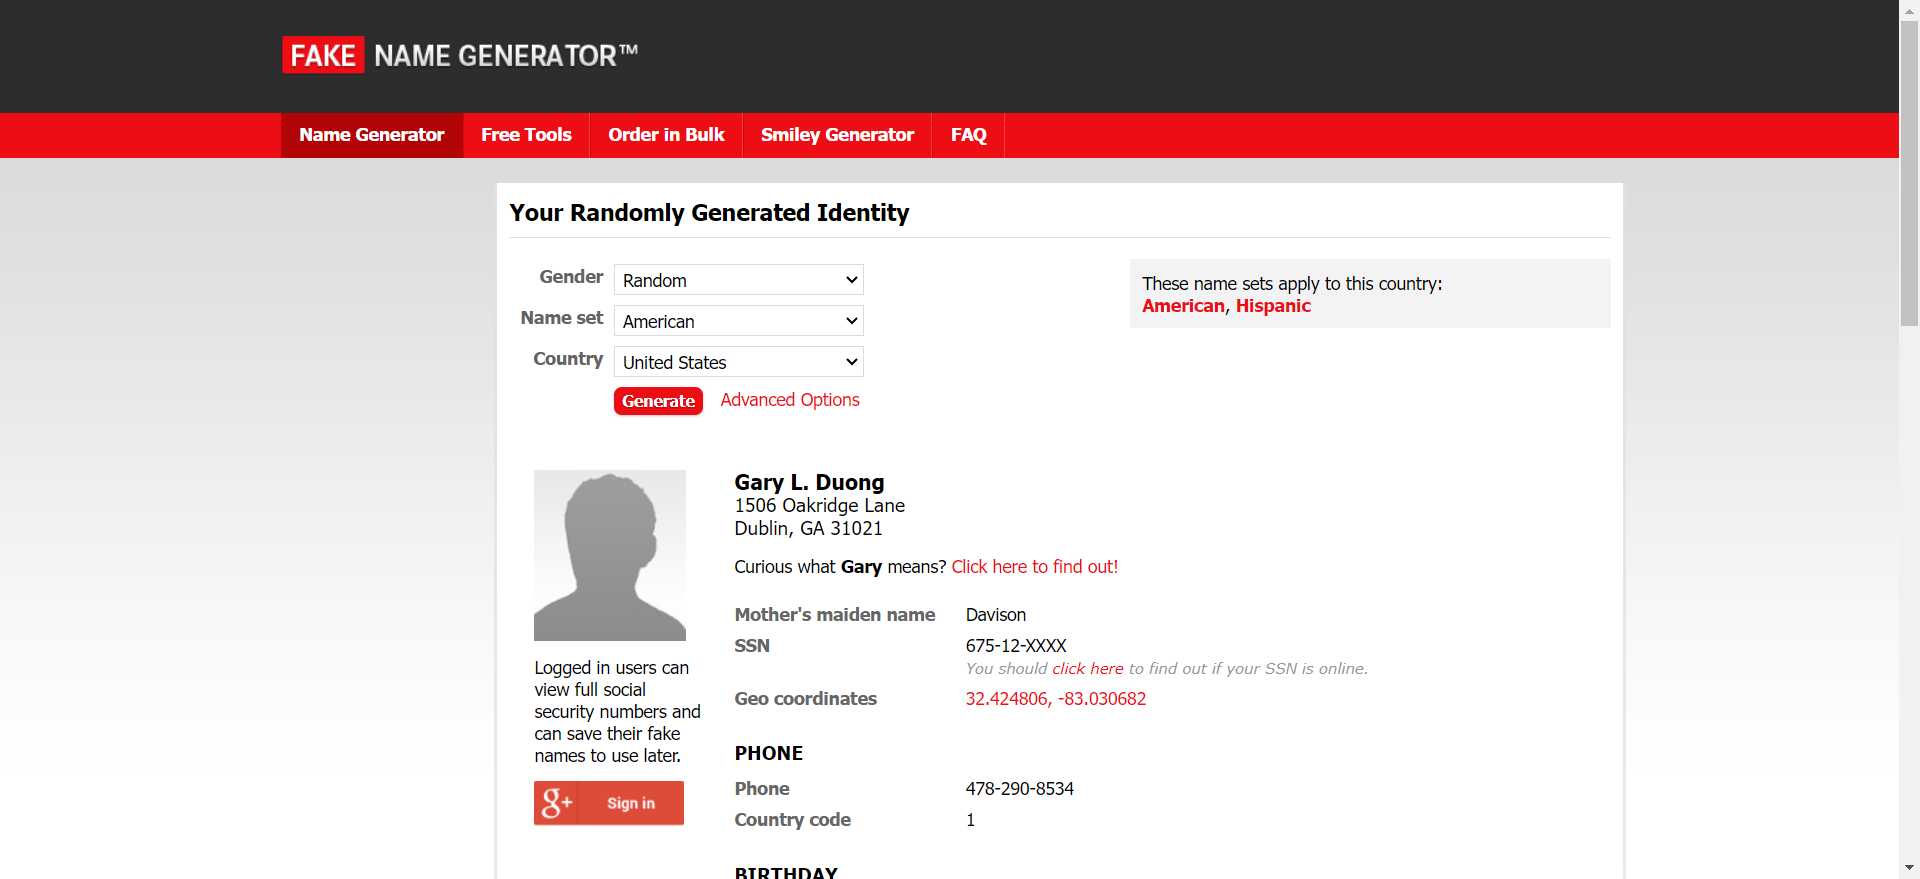 FAKE NAME GENERATOR™
Name Generator Free Tools Order in Bulk Smiley Generator FAQ
Your Randomly Generated Identity
Gender Random
Name set American
Country United States
Generate Advanced Options
These name sets apply to this country:
American, Hispanic
Gary L. Duong
1506 Oakridge Lane
Dublin, GA 31021
Curious what Gary means? Click here to find out!
Mother's maiden name Davison
SSN 675-12-XXXX
You should click here to find out if your SSN is online.
Geo coordinates 32.424806, -83.030682
Logged in users can
view full social
security numbers and
can save their fake
names to use later.
g+ Sign in
PHONE
Phone 478-290-8534
Country code 1
BIRTHDAY